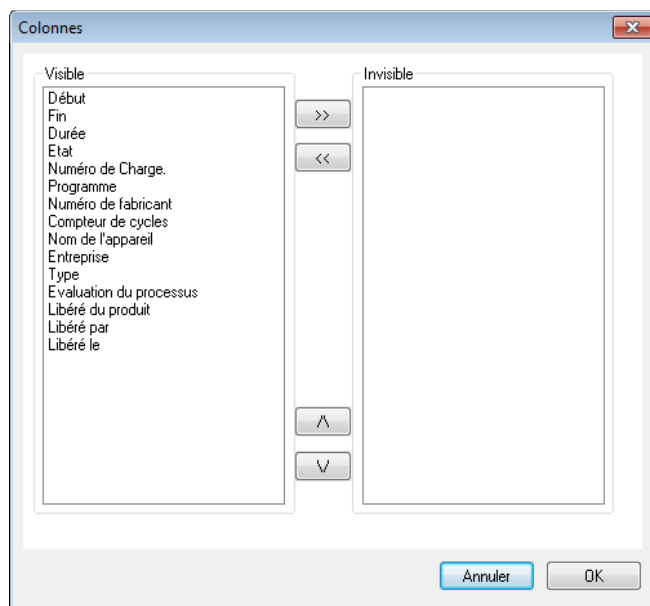 Colonnes
Visible
Invisible
Début
Fin
Durée
Etat
Numéro de Charge.
Programme
Numéro de fabricant
Compteur de cycles
Nom de l'appareil
Entreprise
Type
Evaluation du processus
Libéré du produit
Libéré par
Libéré le
>>
<<
/\
\/
Annuler
OK